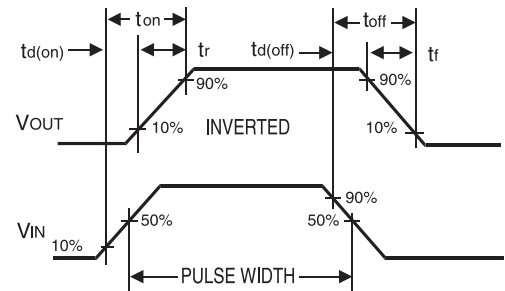 ton toff
td(on) tr td(off) tf
90% 90%
VOUT 10% INVERTED 10%
90%
VIN 50% 50%
10%
PULSE WIDTH